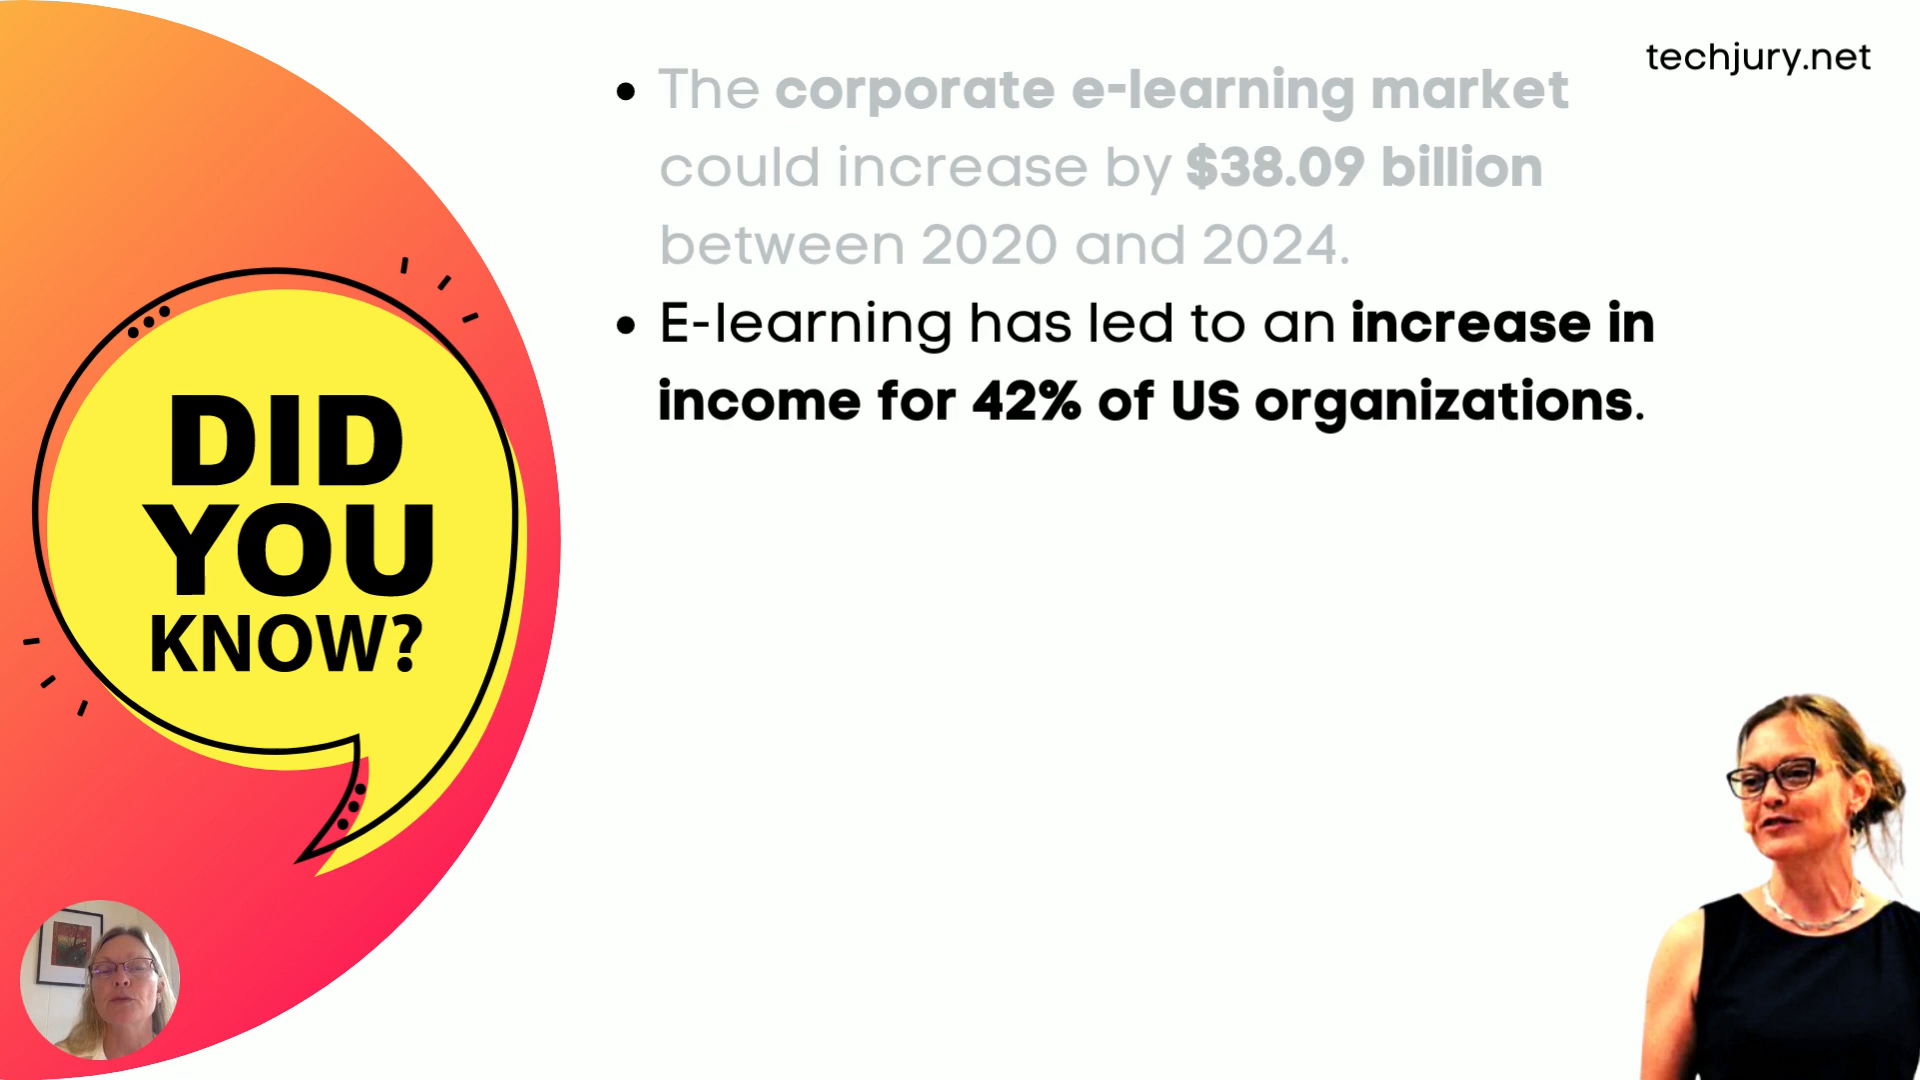 techjury.net
• The corporate e-learning market
could increase by $38.09 billion
between 2020 and 2024.
• E-learning has led to an increase in
income for 42% of US organizations.
DID
YOU
KNOW?